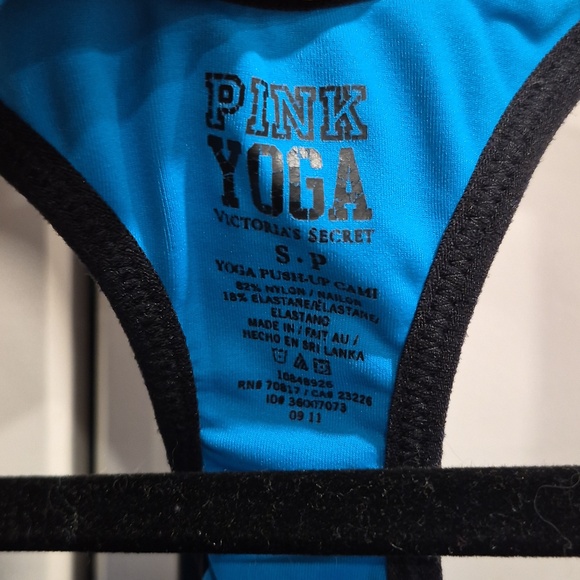 PINK
YOGA
VICTORIA'S SECRET
S · P
YOGA PUSH-UP CAMI
82% NYLON / NAILON
18% ELASTANE/ÉLASTANE/
ELASTANO
MADE IN / FAIT AU /
HECHO EN SRI LANKA
10848926
RN# 70817 / CA# 23226
ID# 36007073
09 11